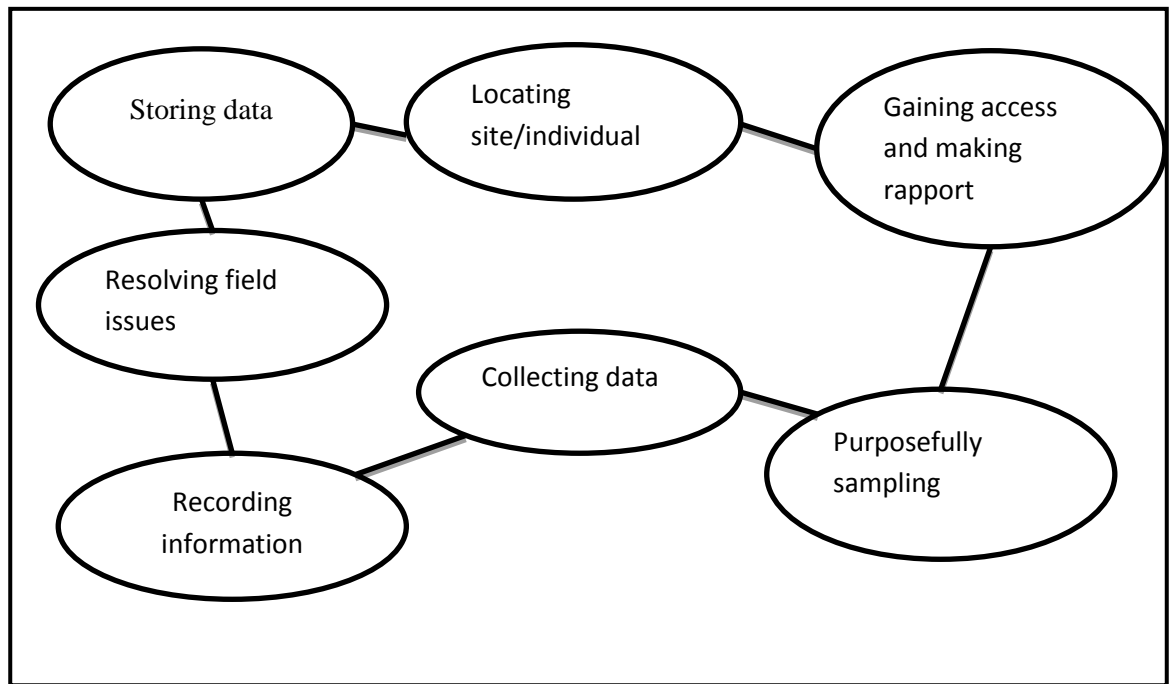 Storing data
Locating
site/individual
Gaining access
and making
rapport
Resolving field
issues
Collecting data
Purposefully
sampling
Recording
information